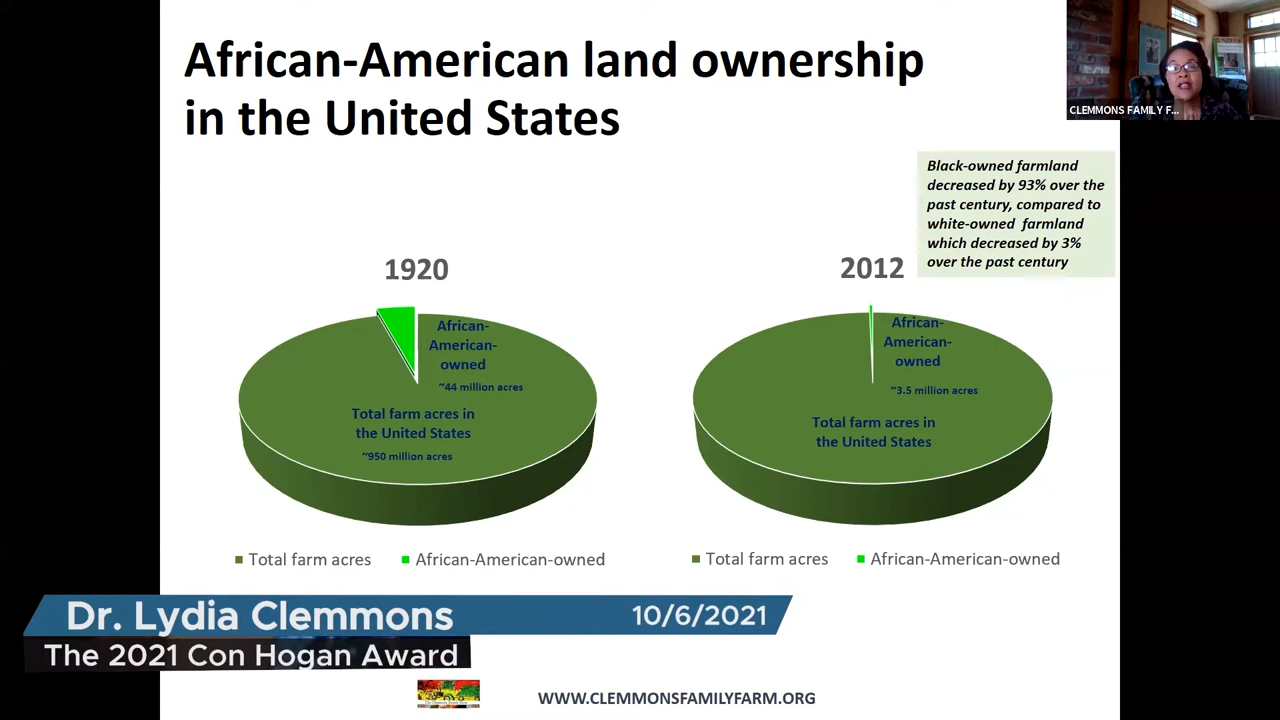 African-American land ownership
in the United States
CLEMMONS FAMILY F...
Black-owned farmland
decreased by 93% over the
past century, compared to
white-owned farmland
which decreased by 3%
over the past century
1920
African-
American-
owned
~44 million acres
Total farm acres in
the United States
~950 million acres
Total farm acres
African-American-owned
2012
African-
American-
owned
~3.5 million acres
Total farm acres in
the United States
Total farm acres
African-American-owned
Dr. Lydia Clemmons
10/6/2021
The 2021 Con Hogan Award
WWW.CLEMMONSFAMILYFARM.ORG